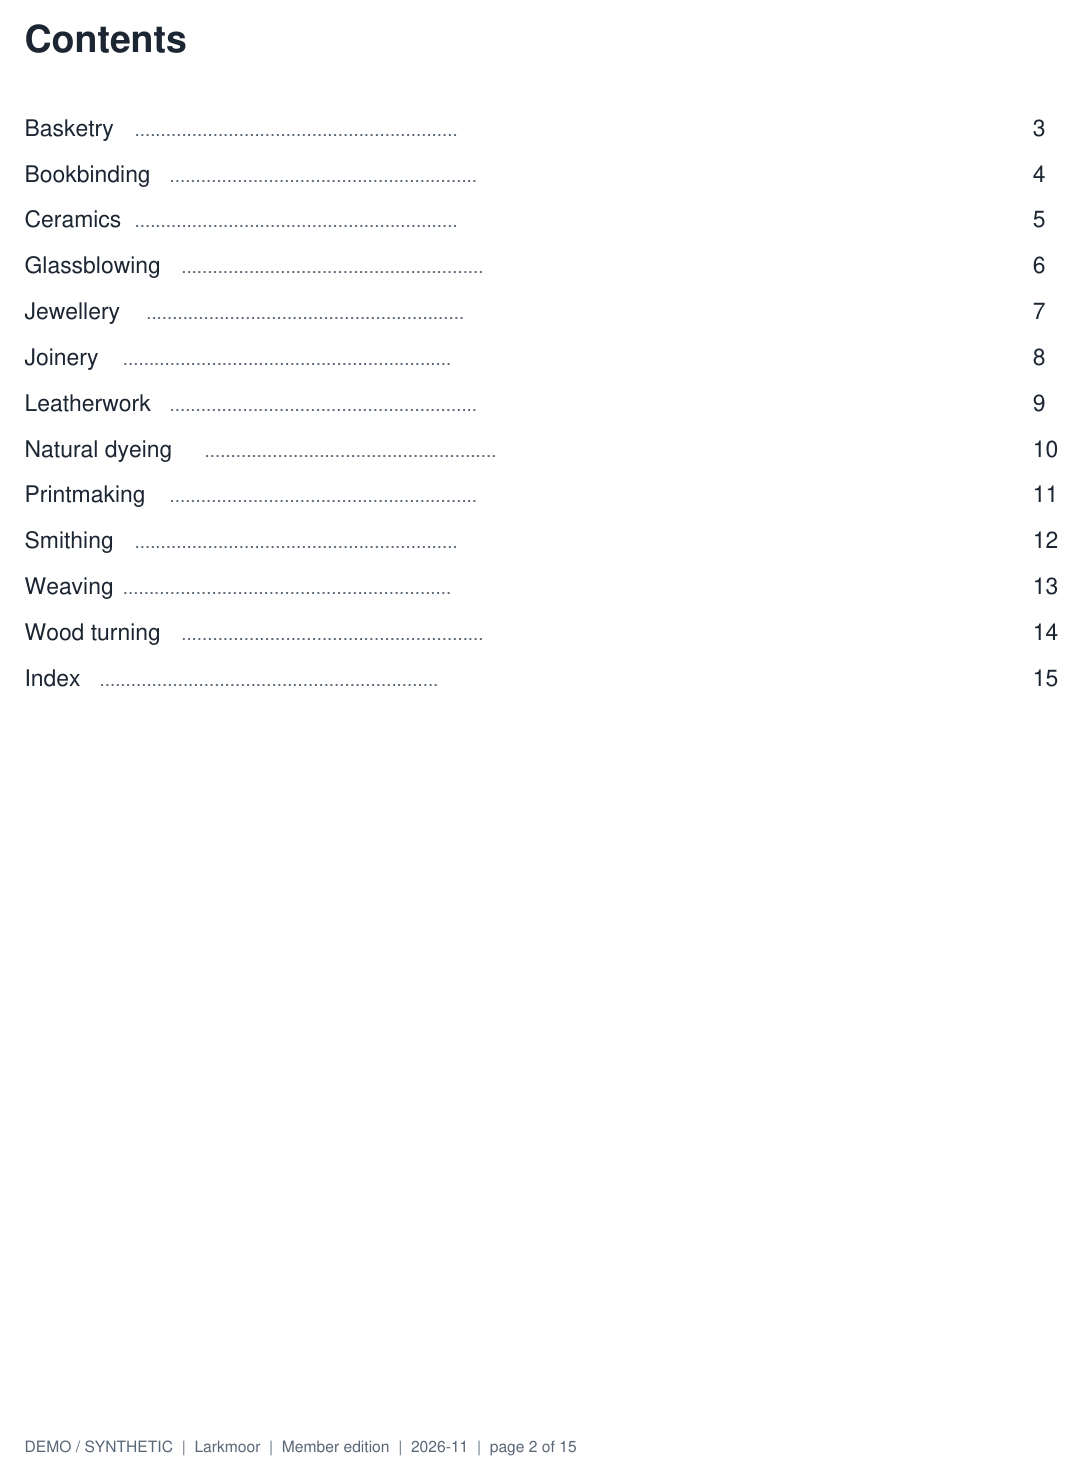 Contents
Basketry ............................................................... 3
Bookbinding ............................................................ 4
Ceramics ............................................................... 5
Glassblowing ........................................................... 6
Jewellery .............................................................. 7
Joinery ................................................................ 8
Leatherwork ............................................................ 9
Natural dyeing ......................................................... 10
Printmaking ............................................................ 11
Smithing ............................................................... 12
Weaving ................................................................ 13
Wood turning ........................................................... 14
Index .................................................................. 15
DEMO / SYNTHETIC | Larkmoor | Member edition | 2026-11 | page 2 of 15